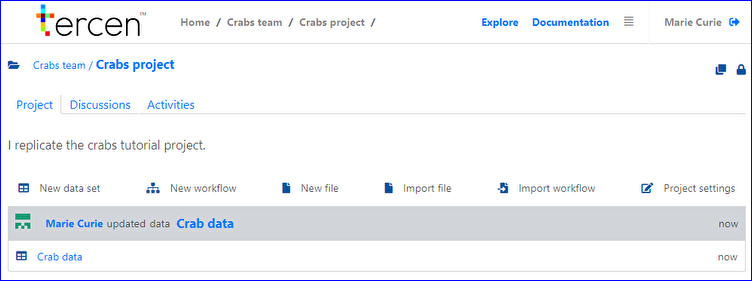 tercen™
Home / Crabs team / Crabs project /
Explore Documentation Marie Curie
Crabs team / Crabs project
Project Discussions Activities
I replicate the crabs tutorial project.
New data set New workflow New file Import file Import workflow Project settings
Marie Curie updated data Crab data now
Crab data now